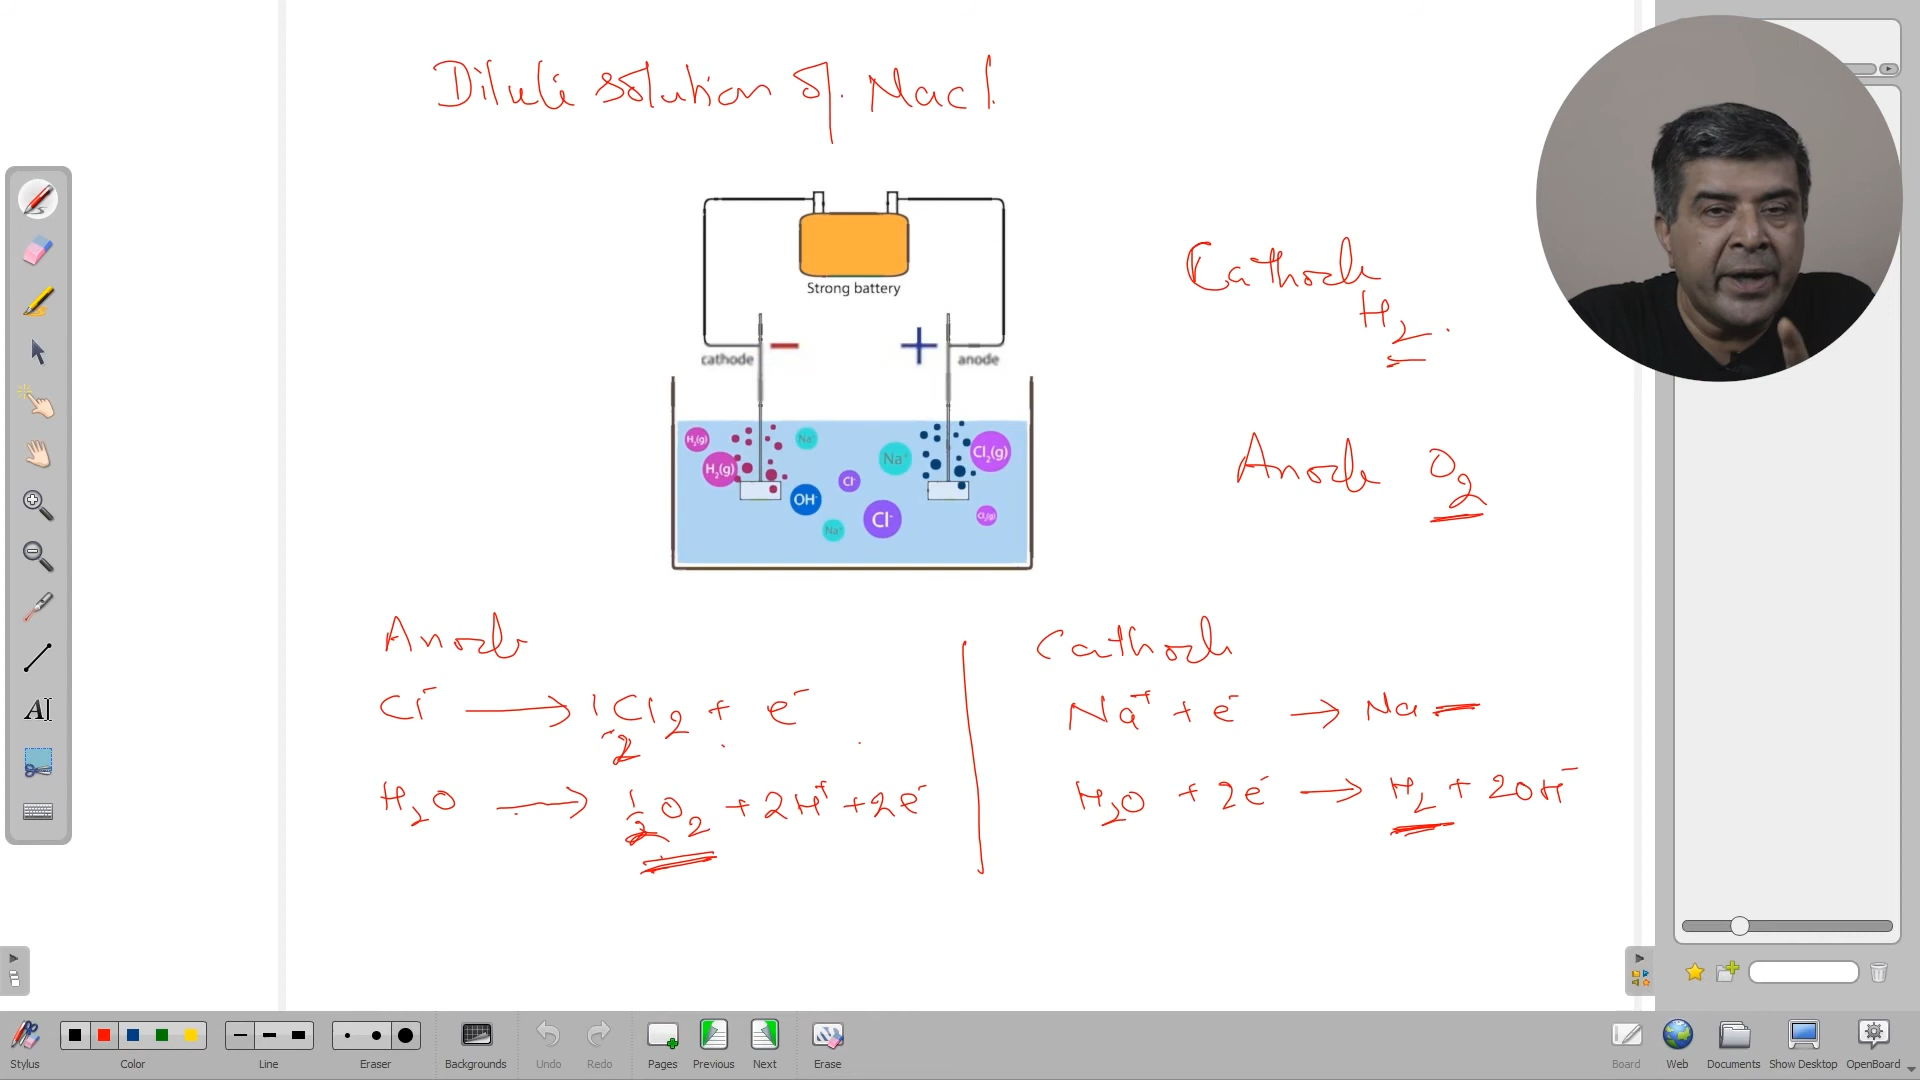 Dilute solution of NaCl.
Strong battery
cathode
anode
Cathode
H2
Anode O2
H₂(g)
H₂(g)
Na⁺
OH⁻
Cl⁻
Na⁺
Cl⁻
Na⁺
Cl₂(g)
Cl₂(g)
Anode
Cl⁻ → 1/2 Cl2 + e⁻
H2O → 1/2 O2 + 2H⁺ + 2e⁻
Cathode
Na⁺ + e⁻ → Na
H2O + 2e⁻ → H2 + 2OH⁻
AI
Stylus
Color
Line
Eraser
Backgrounds
Undo
Redo
Pages
Previous
Next
Erase
Board
Web
Documents
Show Desktop
OpenBoard